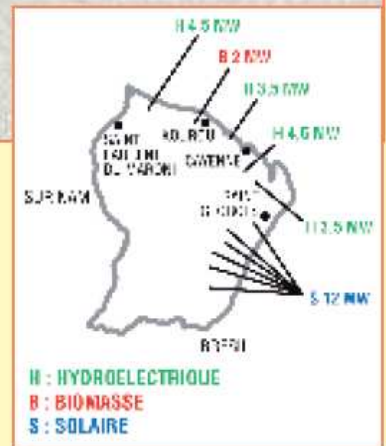 H 4,5 MW
B 2 MW
H 3,5 MW
KOUROU
H 4,6 MW
SAINT
LAURENT
DU MARONI
CAYENNE
SURINAM
SAINT
GEORGES
H 3,5 MW
S 12 MW
BRESIL
H : HYDROELECTRIQUE
B : BIOMASSE
S : SOLAIRE